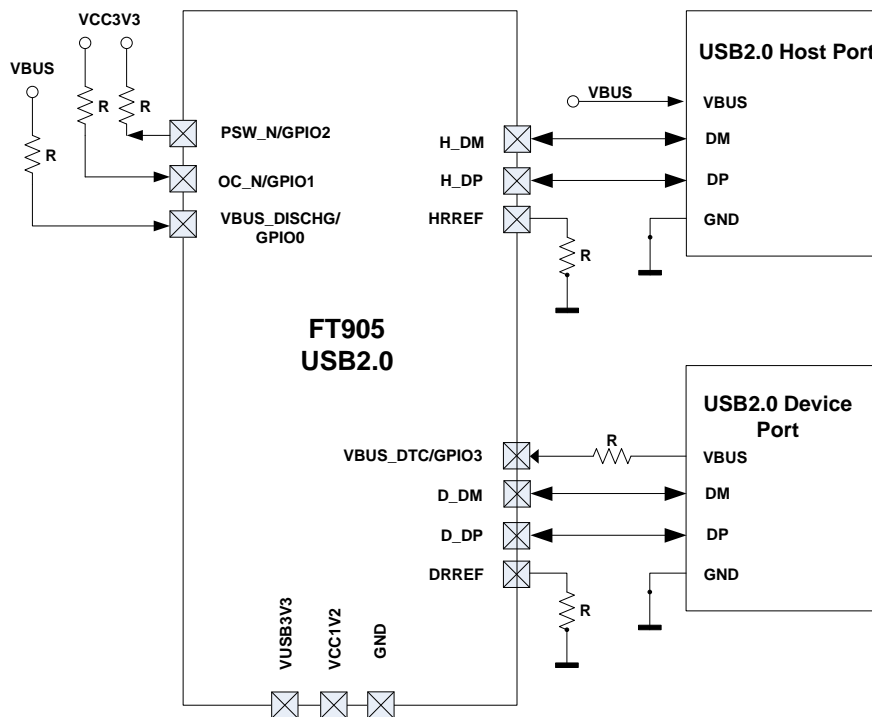 VCC3V3
VBUS
R
R
R
PSW_N/GPIO2
OC_N/GPIO1
VBUS_DISCHG/
GPIO0
H_DM
H_DP
HRREF
R
USB2.0 Host Port
VBUS
VBUS
DM
DP
GND
FT905
USB2.0
USB2.0 Device
Port
VBUS_DTC/GPIO3
R
VBUS
D_DM
DM
D_DP
DP
DRREF
GND
R
VUSB3V3
VCC1V2
GND